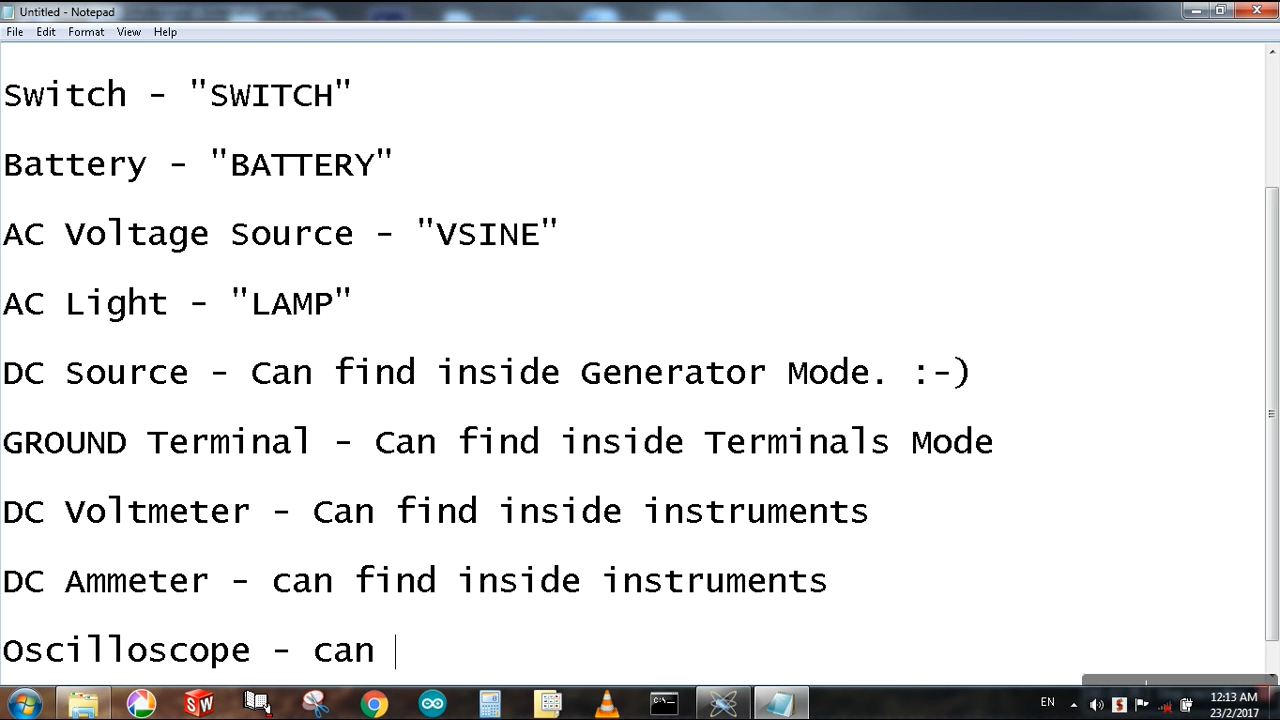 Untitled - Notepad
File Edit Format View Help
Switch - "SWITCH"
Battery - "BATTERY"
AC Voltage Source - "VSINE"
AC Light - "LAMP"
DC Source - Can find inside Generator Mode. :-)
GROUND Terminal - Can find inside Terminals Mode
DC Voltmeter - Can find inside instruments
DC Ammeter - can find inside instruments
Oscilloscope - can
EN
12:13 AM
23/2/2017